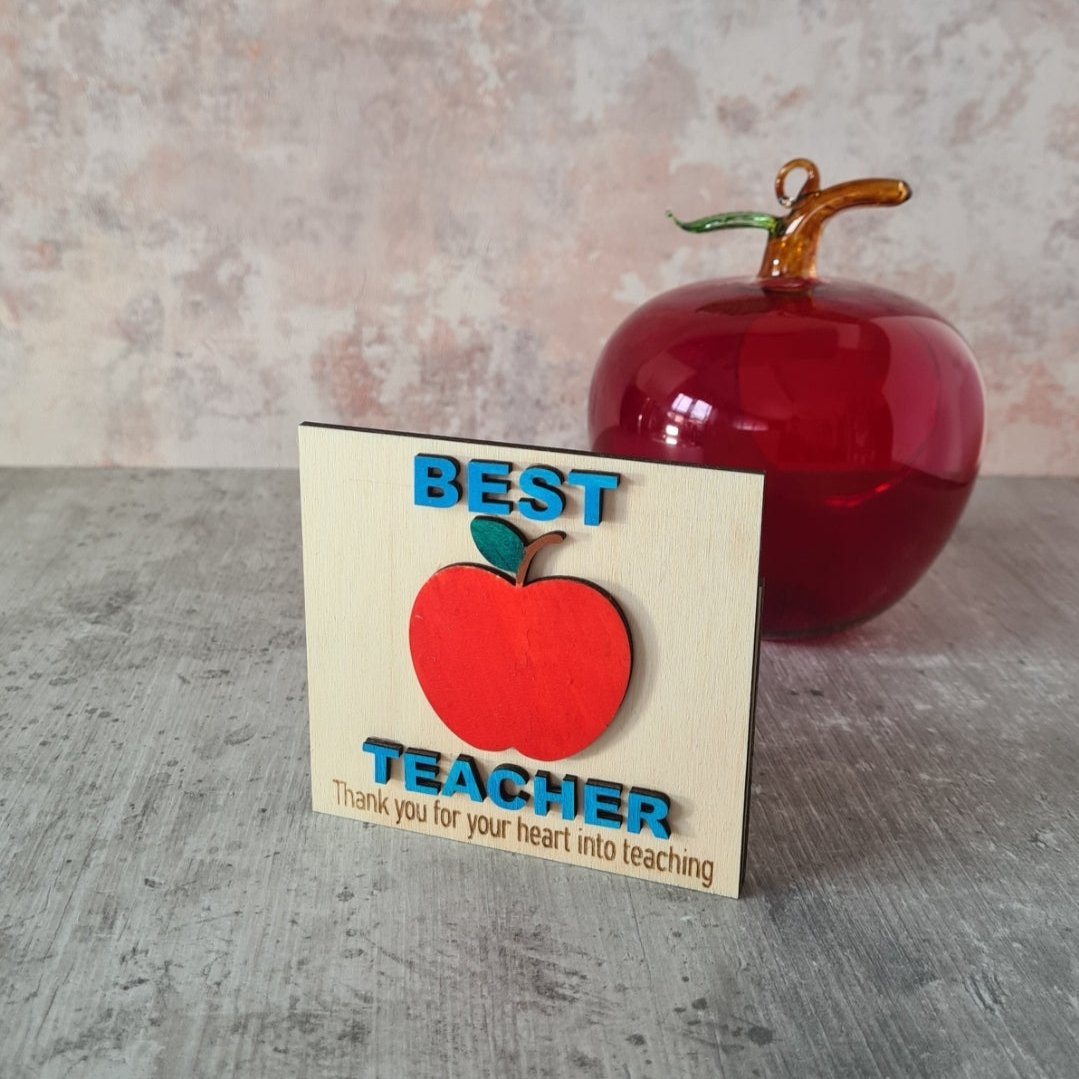 BEST
TEACHER
Thank you for your heart into teaching